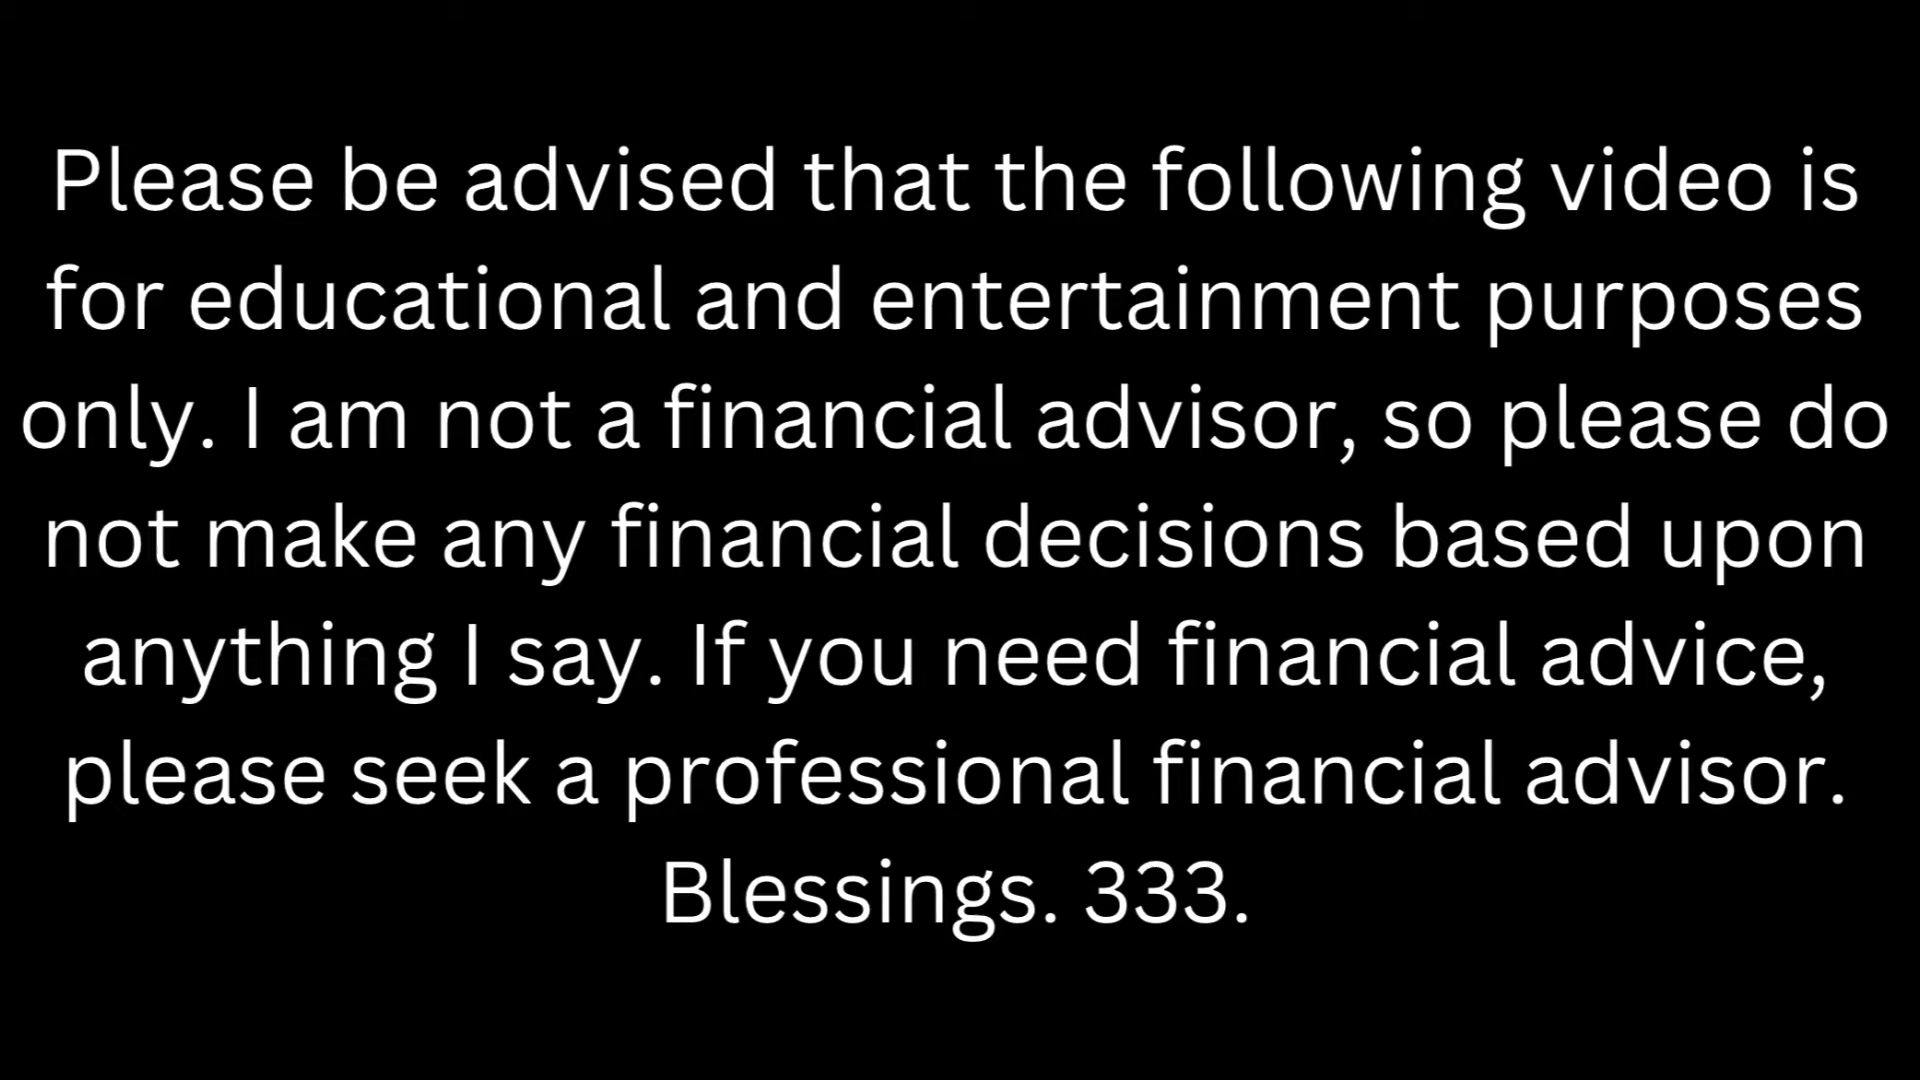 Please be advised that the following video is
for educational and entertainment purposes
only. I am not a financial advisor, so please do
not make any financial decisions based upon
anything I say. If you need financial advice,
please seek a professional financial advisor.
Blessings. 333.